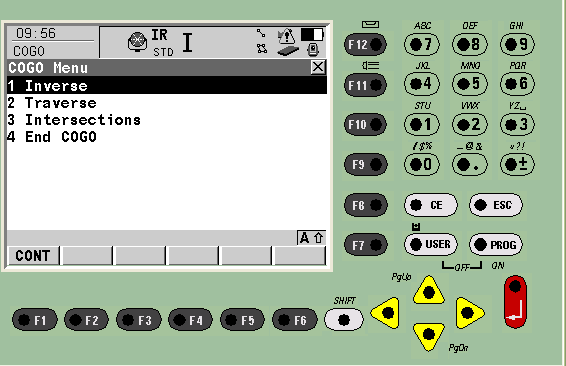 09:56
COGO
IR
STD
I
COGO Menu
1 Inverse
2 Traverse
3 Intersections
4 End COGO
A
CONT
F12
ABC
7
DEF
8
GHI
9
F11
JKL
4
MNO
5
PQR
6
F10
STU
1
VWX
2
YZ
3
F9
/$%
0
_@&
.
±
F8
CE
ESC
F7
USER
PROG
OFF
ON
PgUp
PgDn
SHIFT
F1
F2
F3
F4
F5
F6